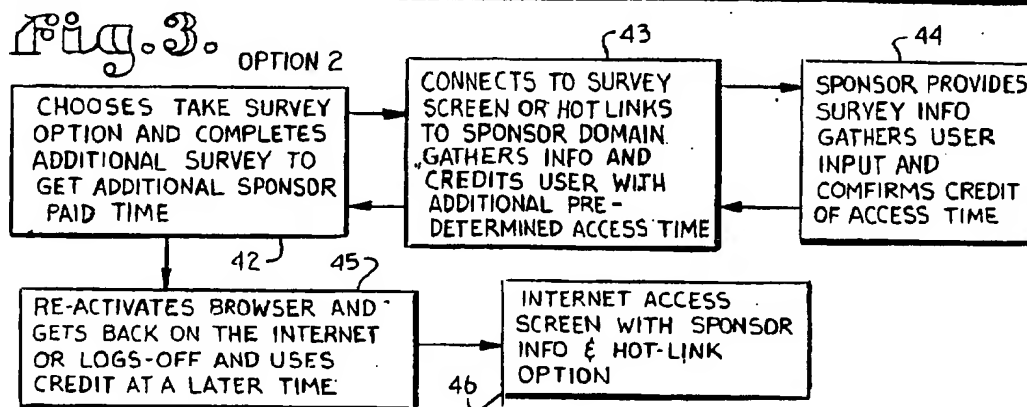 Fig. 3.
OPTION 2
42
CHOOSES TAKE SURVEY
OPTION AND COMPLETES
ADDITIONAL SURVEY TO
GET ADDITIONAL SPONSOR
PAID TIME
43
CONNECTS TO SURVEY
SCREEN OR HOT LINKS
TO SPONSOR DOMAIN.
GATHERS INFO AND
CREDITS USER WITH
ADDITIONAL PRE-
DETERMINED ACCESS TIME
44
SPONSOR PROVIDES
SURVEY INFO
GATHERS USER
INPUT AND
COMFIRMS CREDIT
OF ACCESS TIME
45
RE-ACTIVATES BROWSER AND
GETS BACK ON THE INTERNET
OR LOGS-OFF AND USES
CREDIT AT A LATER TIME
46
INTERNET ACCESS
SCREEN WITH SPONSOR
INFO & HOT-LINK
OPTION